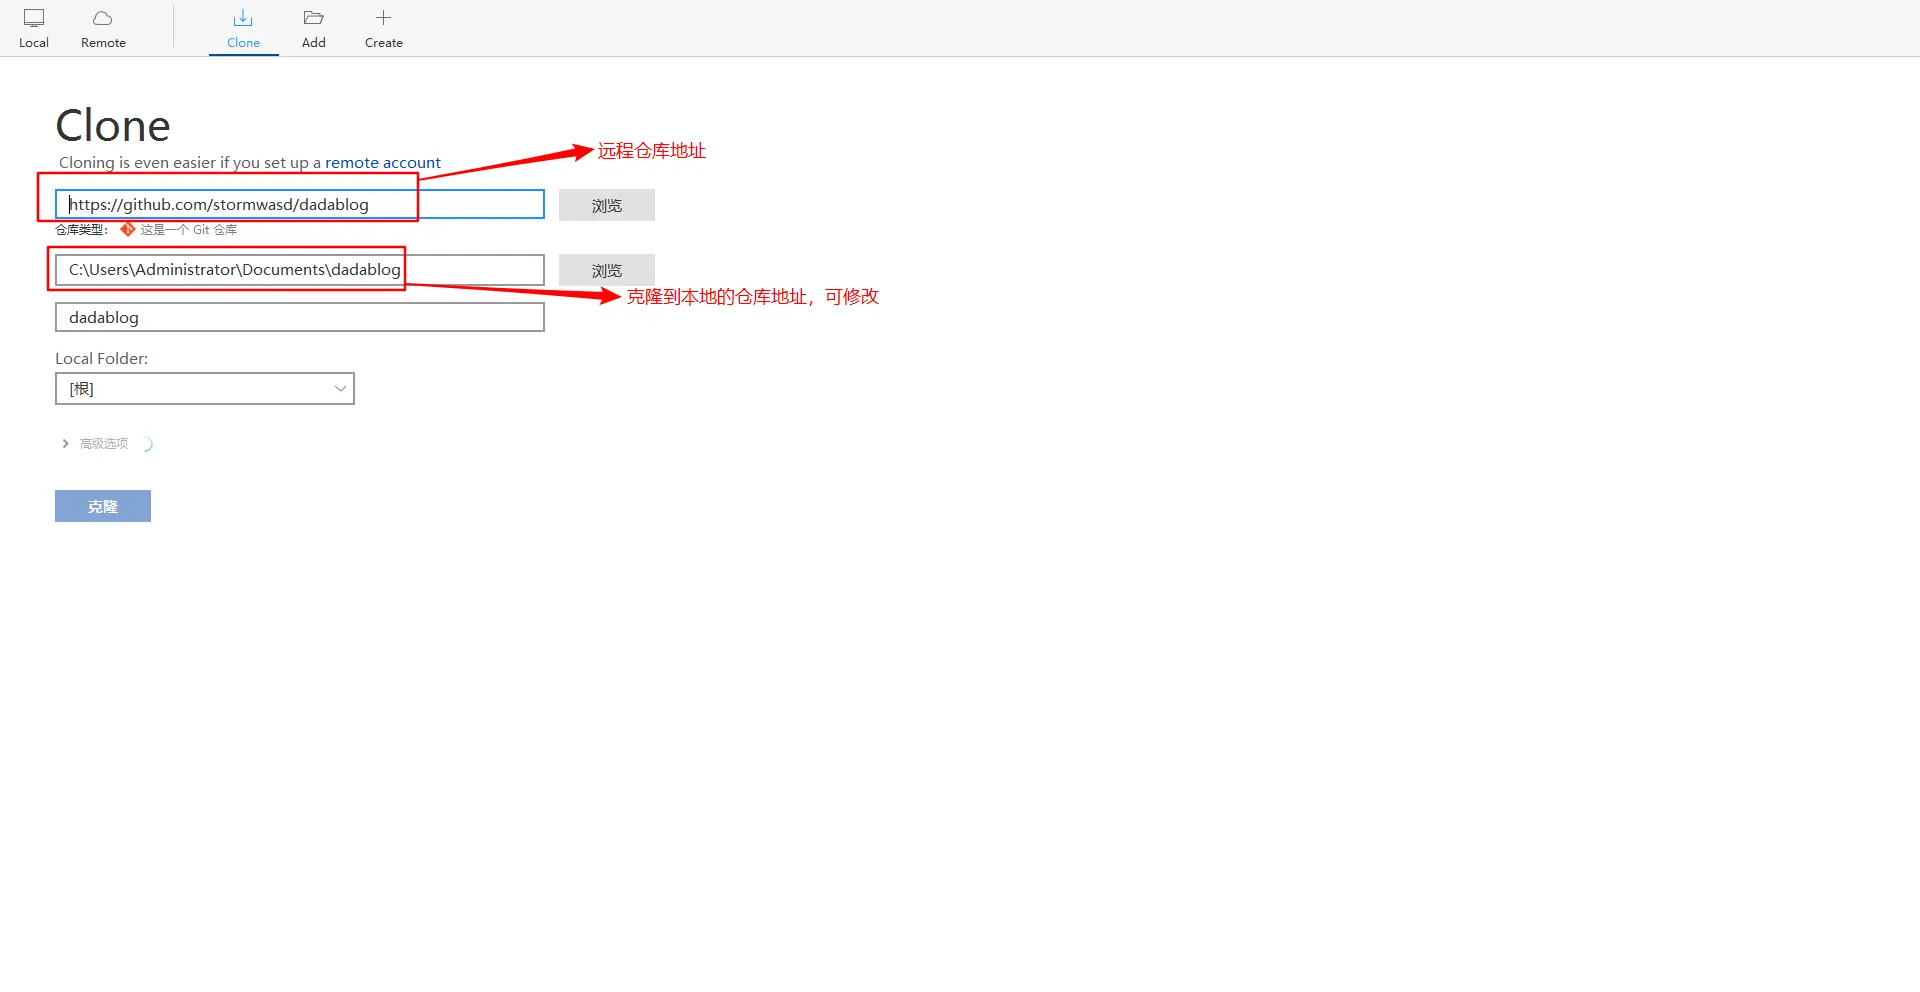 Local
Remote
Clone
Add
Create
Clone
Cloning is even easier if you set up a remote account
远程仓库地址
https://github.com/stormwasd/dadablog
浏览
仓库类型: 这是一个 Git 仓库
C:\Users\Administrator\Documents\dadablog
浏览
克隆到本地的仓库地址，可修改
dadablog
Local Folder:
[根]
高级选项
克隆